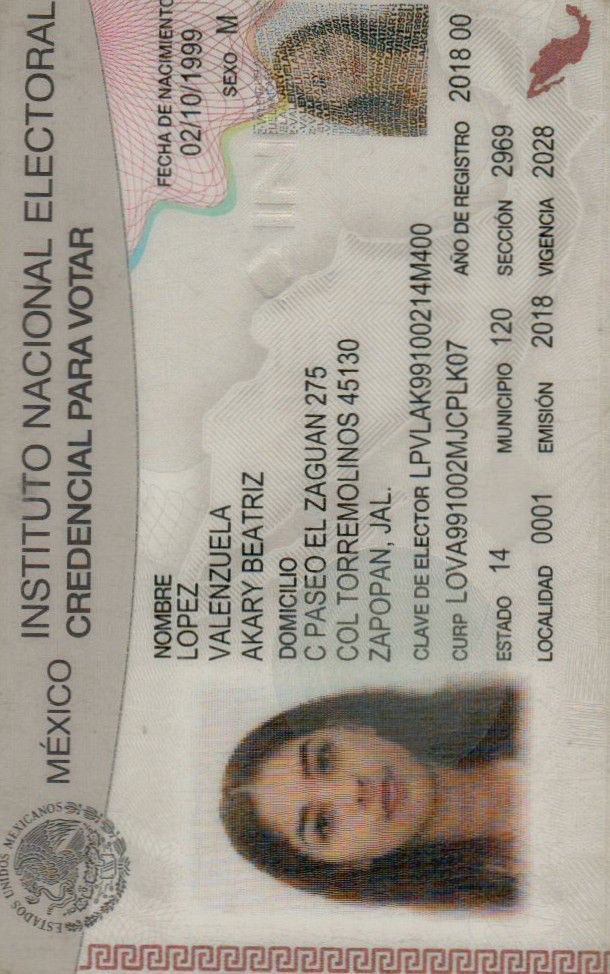 ESTADOS UNIDOS MEXICANOS
MÉXICO
INSTITUTO NACIONAL ELECTORAL
CREDENCIAL PARA VOTAR
NOMBRE
LOPEZ
VALENZUELA
AKARY BEATRIZ
FECHA DE NACIMIENTO
02/10/1999
SEXO M
DOMICILIO
C PASEO EL ZAGUAN 275
COL TORREMOLINOS 45130
ZAPOPAN, JAL.
CLAVE DE ELECTOR LPVLAK99100214M400
CURP LOVA991002MJCPLK07 AÑO DE REGISTRO 2018 00
ESTADO 14 MUNICIPIO 120 SECCIÓN 2969
LOCALIDAD 0001 EMISIÓN 2018 VIGENCIA 2028